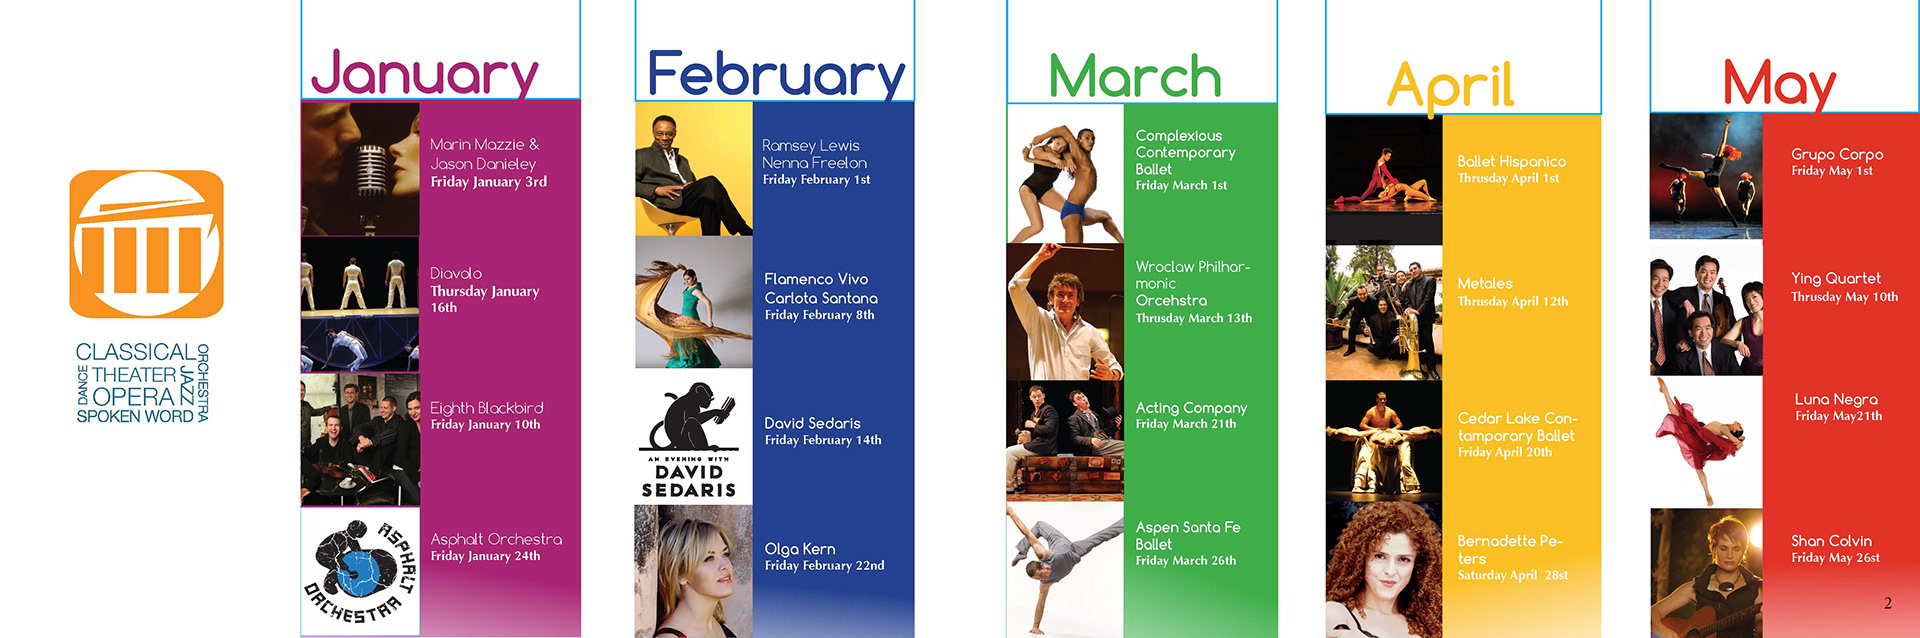 CLASSICAL
DANCE
THEATER
OPERA
JAZZ
ORCHESTRA
SPOKEN WORD
January
Marin Mazzie &
Jason Danieley
Friday January 3rd
Diavolo
Thursday January
16th
Eighth Blackbird
Friday January 10th
Asphalt Orchestra
Friday January 24th
ASPHALT
ORCHESTRA
February
Ramsey Lewis
Nenna Freelon
Friday February 1st
Flamenco Vivo
Carlota Santana
Friday February 8th
David Sedaris
Friday February 14th
AN EVENING WITH
DAVID
SEDARIS
Olga Kern
Friday February 22nd
March
Complexious
Contemporary
Ballet
Friday March 1st
Wroclaw Philhar-
monic
Orcehstra
Thrusday March 13th
Acting Company
Friday March 21th
Aspen Santa Fe
Ballet
Friday March 26th
April
Ballet Hispanico
Thrusday April 1st
Metales
Thrusday April 12th
Cedar Lake Con-
tamporary Ballet
Friday April 20th
Bernadette Pe-
ters
Saturday April 28st
May
Grupo Corpo
Friday May 1st
Ying Quartet
Thrusday May 10th
Luna Negra
Friday May21th
Shan Colvin
Friday May 26st
2